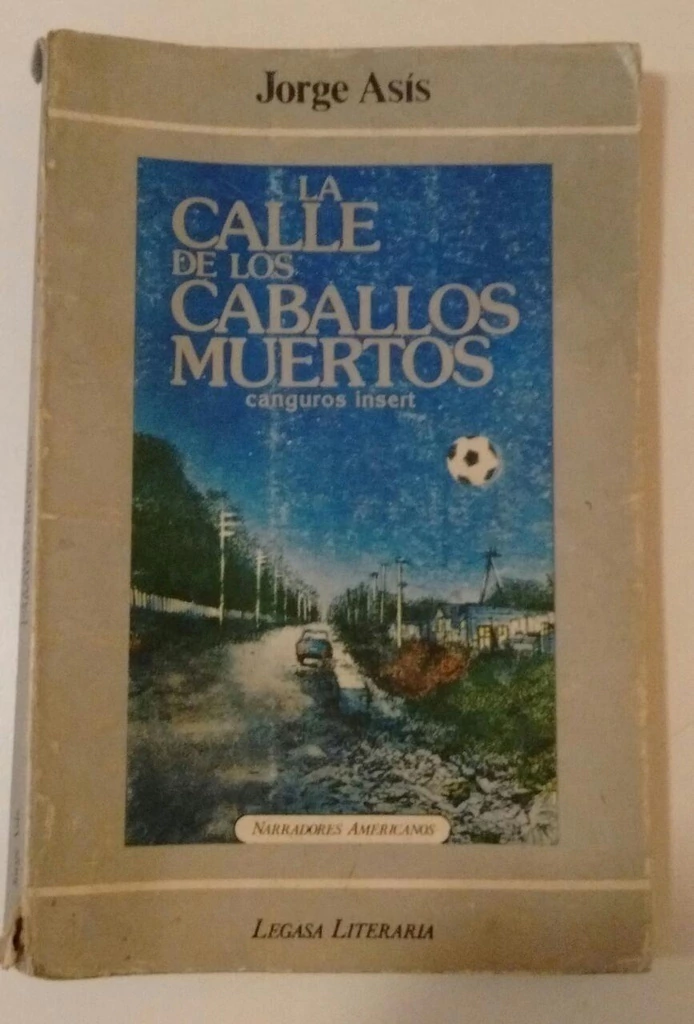 Jorge Asís
LA
CALLE
DE LOS
CABALLOS
MUERTOS
canguros insert
NARRADORES AMERICANOS
LEGASA LITERARIA